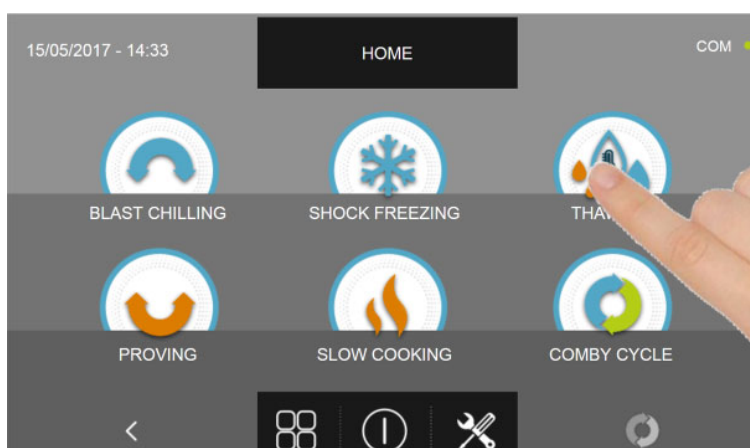 15/05/2017 - 14:33
HOME
COM
BLAST CHILLING
SHOCK FREEZING
PROVING
SLOW COOKING
COMBY CYCLE